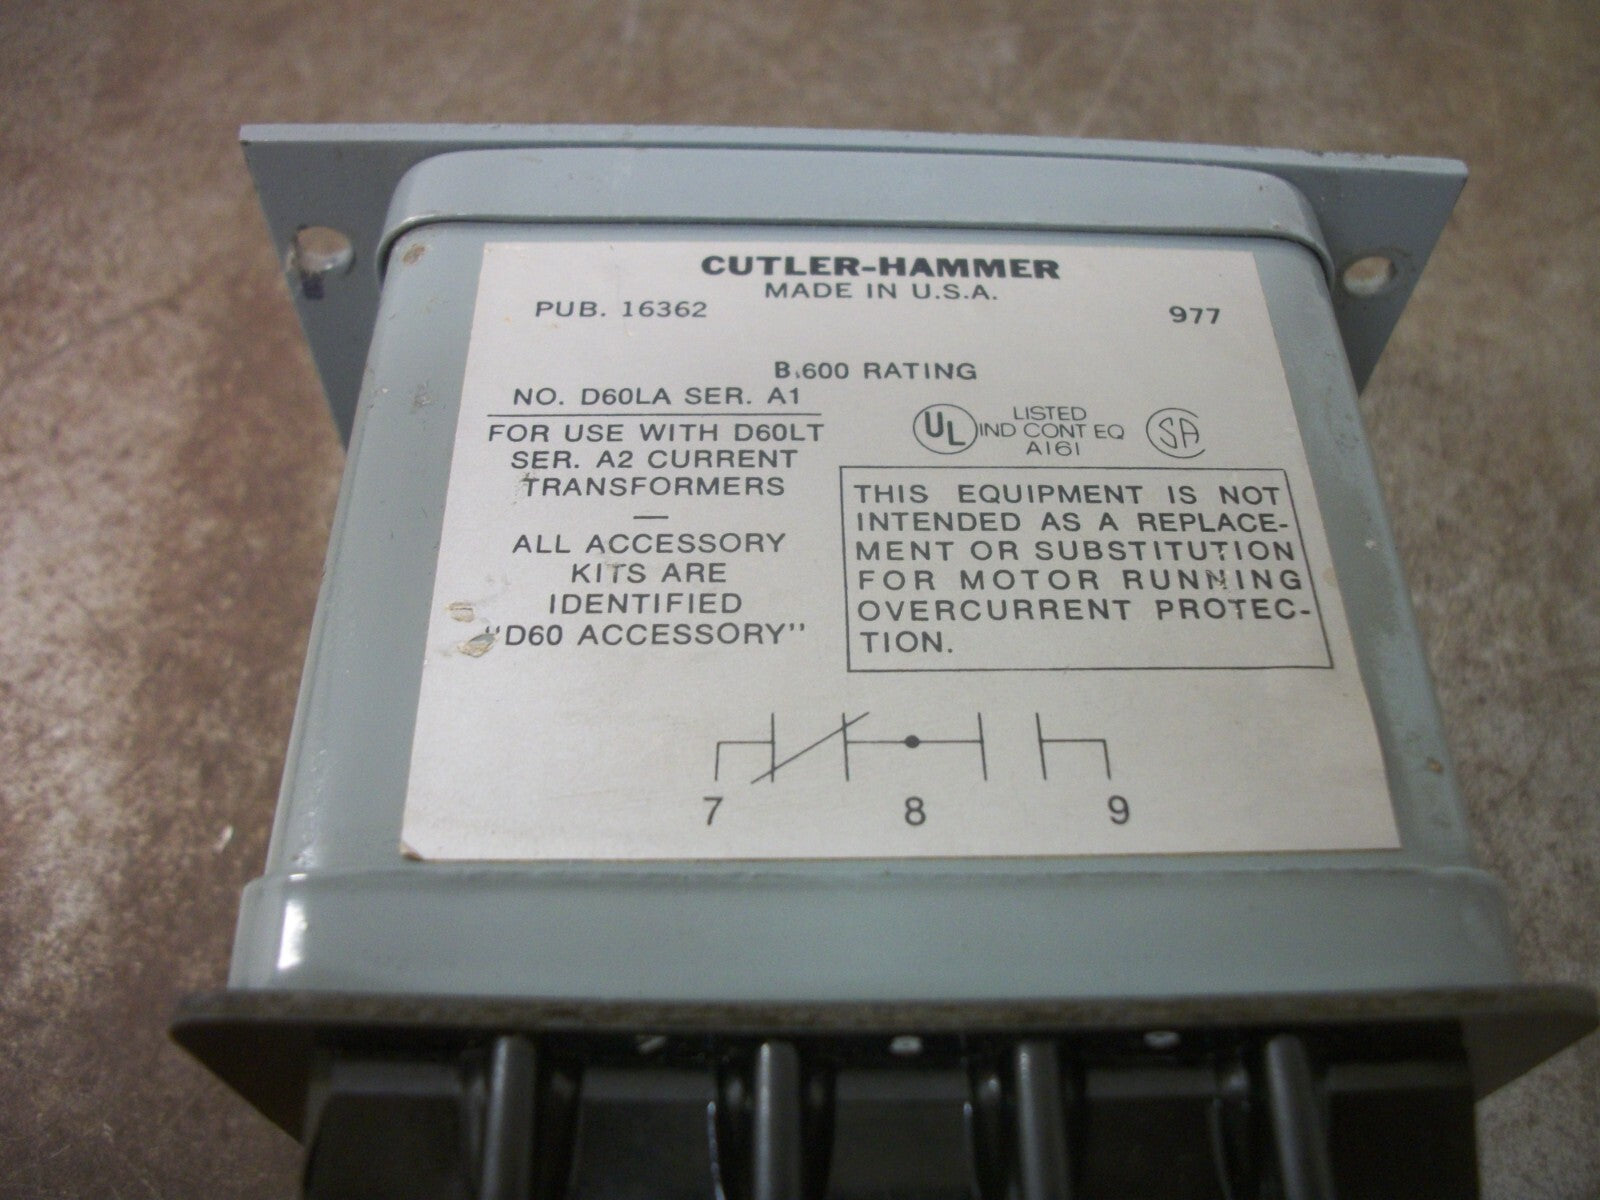 CUTLER-HAMMER
MADE IN U.S.A.
PUB. 16362
977
B.600 RATING
NO. D60LA SER. A1
FOR USE WITH D60LT
SER. A2 CURRENT
TRANSFORMERS
—
ALL ACCESSORY
KITS ARE
IDENTIFIED
"D60 ACCESSORY"
UL
LISTED
IND CONT EQ
A161
SA
THIS EQUIPMENT IS NOT
INTENDED AS A REPLACE-
MENT OR SUBSTITUTION
FOR MOTOR RUNNING
OVERCURRENT PROTEC-
TION.
7 8 9